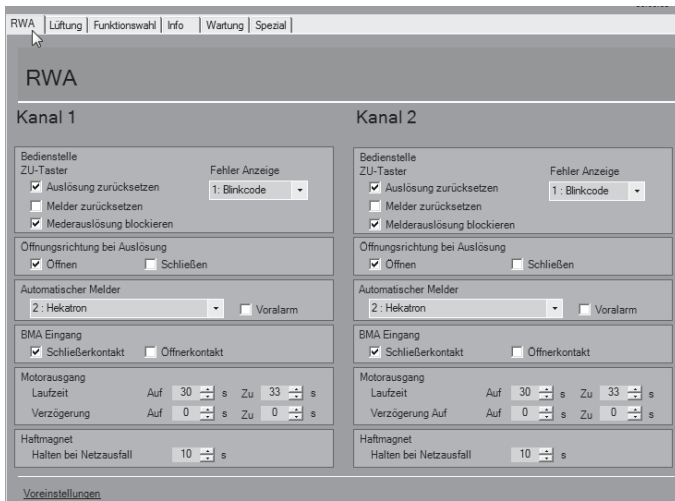 RWA Lüftung Funktionswahl Info Wartung Spezial
RWA
Kanal 1
Bedienstelle
ZU-Taster Fehler Anzeige
Auslösung zurücksetzen 1: Blinkcode
Melder zurücksetzen
Mederauslösung blockieren
Öffnungsrichtung bei Auslösung
Öffnen Schließen
Automatischer Melder
2 : Hekatron Voralarm
BMA Eingang
Schließerkontakt Öffnerkontakt
Motorausgang
Laufzeit Auf 30 s Zu 33 s
Verzögerung Auf 0 s Zu 0 s
Haftmagnet
Halten bei Netzausfall 10 s
Kanal 2
Bedienstelle
ZU-Taster Fehler Anzeige
Auslösung zurücksetzen 1 : Blinkcode
Melder zurücksetzen
Melderauslösung blockieren
Öffnungsrichtung bei Auslösung
Öffnen Schließen
Automatischer Melder
2 : Hekatron Voralarm
BMA Eingang
Schließerkontakt Öffnerkontakt
Motorausgang
Laufzeit Auf 30 s Zu 33 s
Verzögerung Auf Auf 0 s Zu 0 s
Haftmagnet
Halten bei Netzausfall 10 s
Voreinstellungen